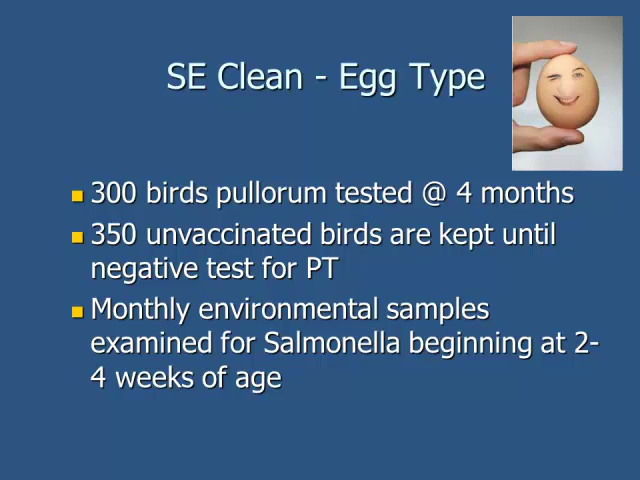 SE Clean - Egg Type
300 birds pullorum tested @ 4 months
350 unvaccinated birds are kept until
negative test for PT
Monthly environmental samples
examined for Salmonella beginning at 2-
4 weeks of age